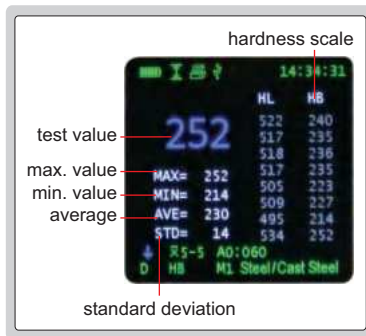 hardness scale
14:34:31
HL HB
522 240
517 235
518 236
517 235
505 223
509 227
495 214
534 252
test value
252
max. value
MAX= 252
min. value
MIN= 214
average
AVE= 230
STD= 14
5-5 A0:060
D HB M1 Steel/Cast Steel
standard deviation